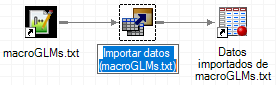 macroGLMs.txt
Importar datos
(macroGLMs.txt)
Datos
importados de
macroGLMs.txt